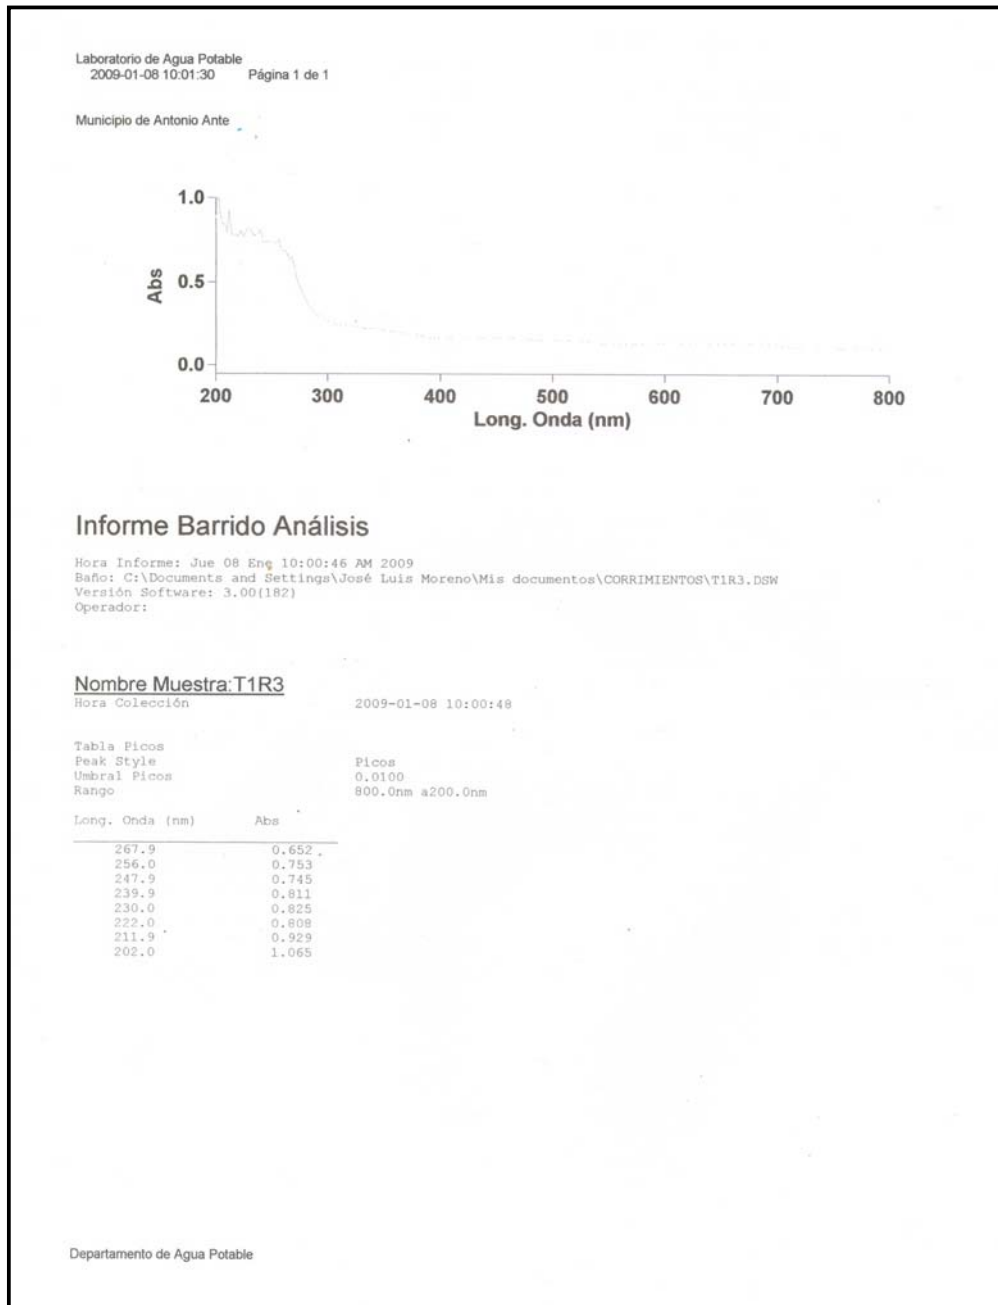 Laboratorio de Agua Potable
2009-01-08 10:01:30 Página 1 de 1
Municipio de Antonio Ante
1.0
0.5
0.0
Abs
200 300 400 500 600 700 800
Long. Onda (nm)
Informe Barrido Análisis
Hora Informe: Jue 08 Ene 10:00:46 AM 2009
Baño: C:\Documents and Settings\José Luis Moreno\Mis documentos\CORRIMIENTOS\T1R3.DSW
Versión Software: 3.00(182)
Operador:
Nombre Muestra:T1R3
Hora Colección 2009-01-08 10:00:48
Tabla Picos
Peak Style Picos
Umbral Picos 0.0100
Rango 800.0nm a200.0nm
Long. Onda (nm) Abs
267.9 0.652
256.0 0.753
247.9 0.745
239.9 0.811
230.0 0.825
222.0 0.808
211.9 0.929
202.0 1.065
Departamento de Agua Potable